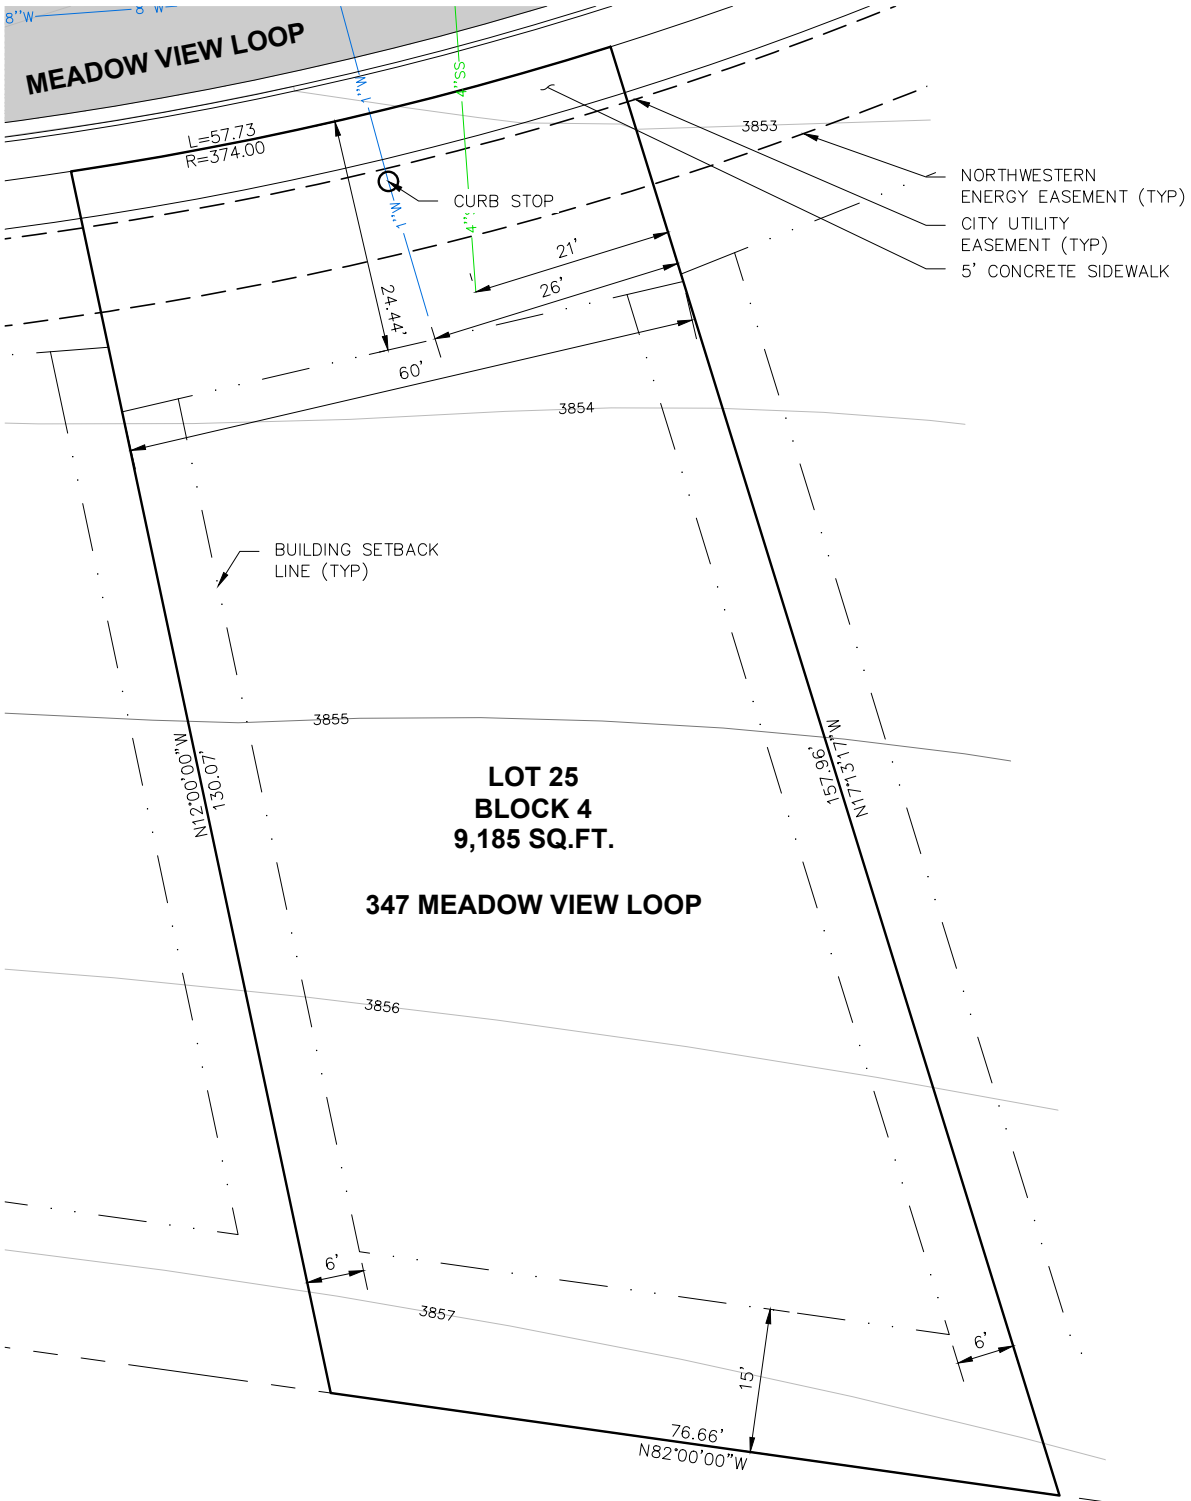 8"W
8"W
MEADOW VIEW LOOP
1"W
4"SS
L=57.73
R=374.00
3853
NORTHWESTERN
ENERGY EASEMENT (TYP)
CURB STOP
1"W
4"
CITY UTILITY
EASEMENT (TYP)
21'
5' CONCRETE SIDEWALK
26'
24.44'
60'
3854
BUILDING SETBACK
LINE (TYP)
3855
N12°00'00"W
130.07'
157.96'
N17°13'17"W
LOT 25
BLOCK 4
9,185 SQ.FT.
347 MEADOW VIEW LOOP
3856
6'
3857
6'
15'
76.66'
N82°00'00"W